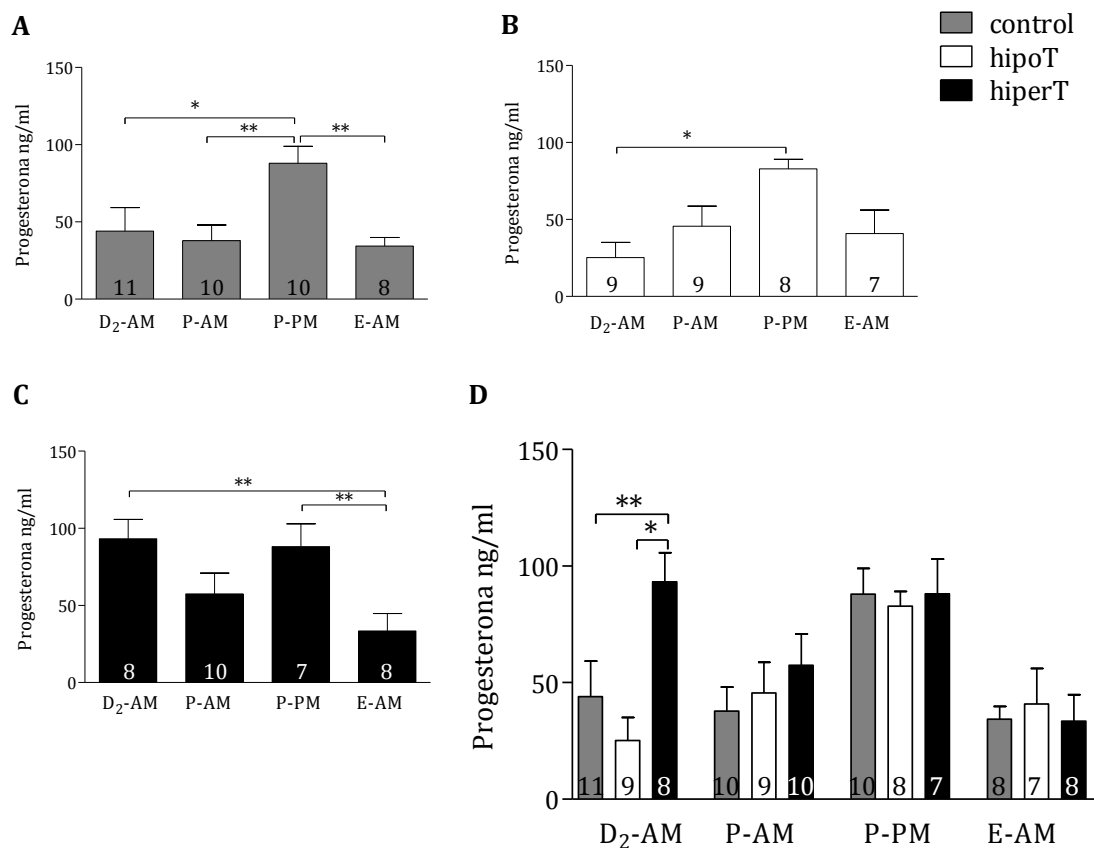 A
B
control
hipoT
hiperT
Progesterona ng/ml
150
100
50
0
*
**
**
11
10
10
8
D₂-AM P-AM P-PM E-AM
Progesterona ng/ml
150
100
50
0
*
9
9
8
7
D₂-AM P-AM P-PM E-AM
C
D
Progesterona ng/ml
150
100
50
0
**
**
8
10
7
8
D₂-AM P-AM P-PM E-AM
Progesterona ng/ml
150
100
50
0
**
*
11 9 8 10 9 10 10 8 7 8 7 8
D₂-AM P-AM P-PM E-AM